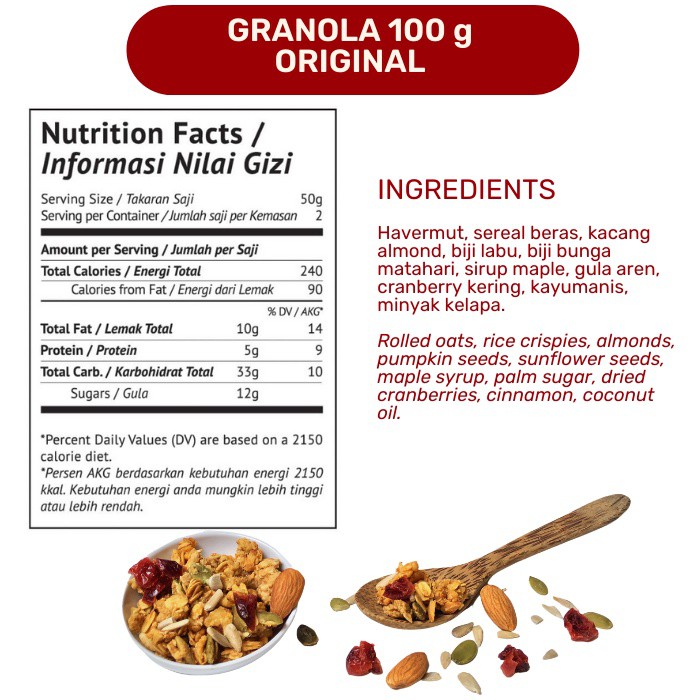 GRANOLA 100 g
ORIGINAL
Nutrition Facts /
Informasi Nilai Gizi
Serving Size / Takaran Saji 50g
Serving per Container / Jumlah saji per Kemasan 2
Amount per Serving / Jumlah per Saji
Total Calories / Energi Total 240
Calories from Fat / Energi dari Lemak 90
% DV / AKG*
Total Fat / Lemak Total 10g 14
Protein / Protein 5g 9
Total Carb. / Karbohidrat Total 33g 10
Sugars / Gula 12g
*Percent Daily Values (DV) are based on a 2150
calorie diet.
*Persen AKG berdasarkan kebutuhan energi 2150
kkal. Kebutuhan energi anda mungkin lebih tinggi
atau lebih rendah.
INGREDIENTS
Havermut, sereal beras, kacang
almond, biji labu, biji bunga
matahari, sirup maple, gula aren,
cranberry kering, kayumanis,
minyak kelapa.
Rolled oats, rice crispies, almonds,
pumpkin seeds, sunflower seeds,
maple syrup, palm sugar, dried
cranberries, cinnamon, coconut
oil.